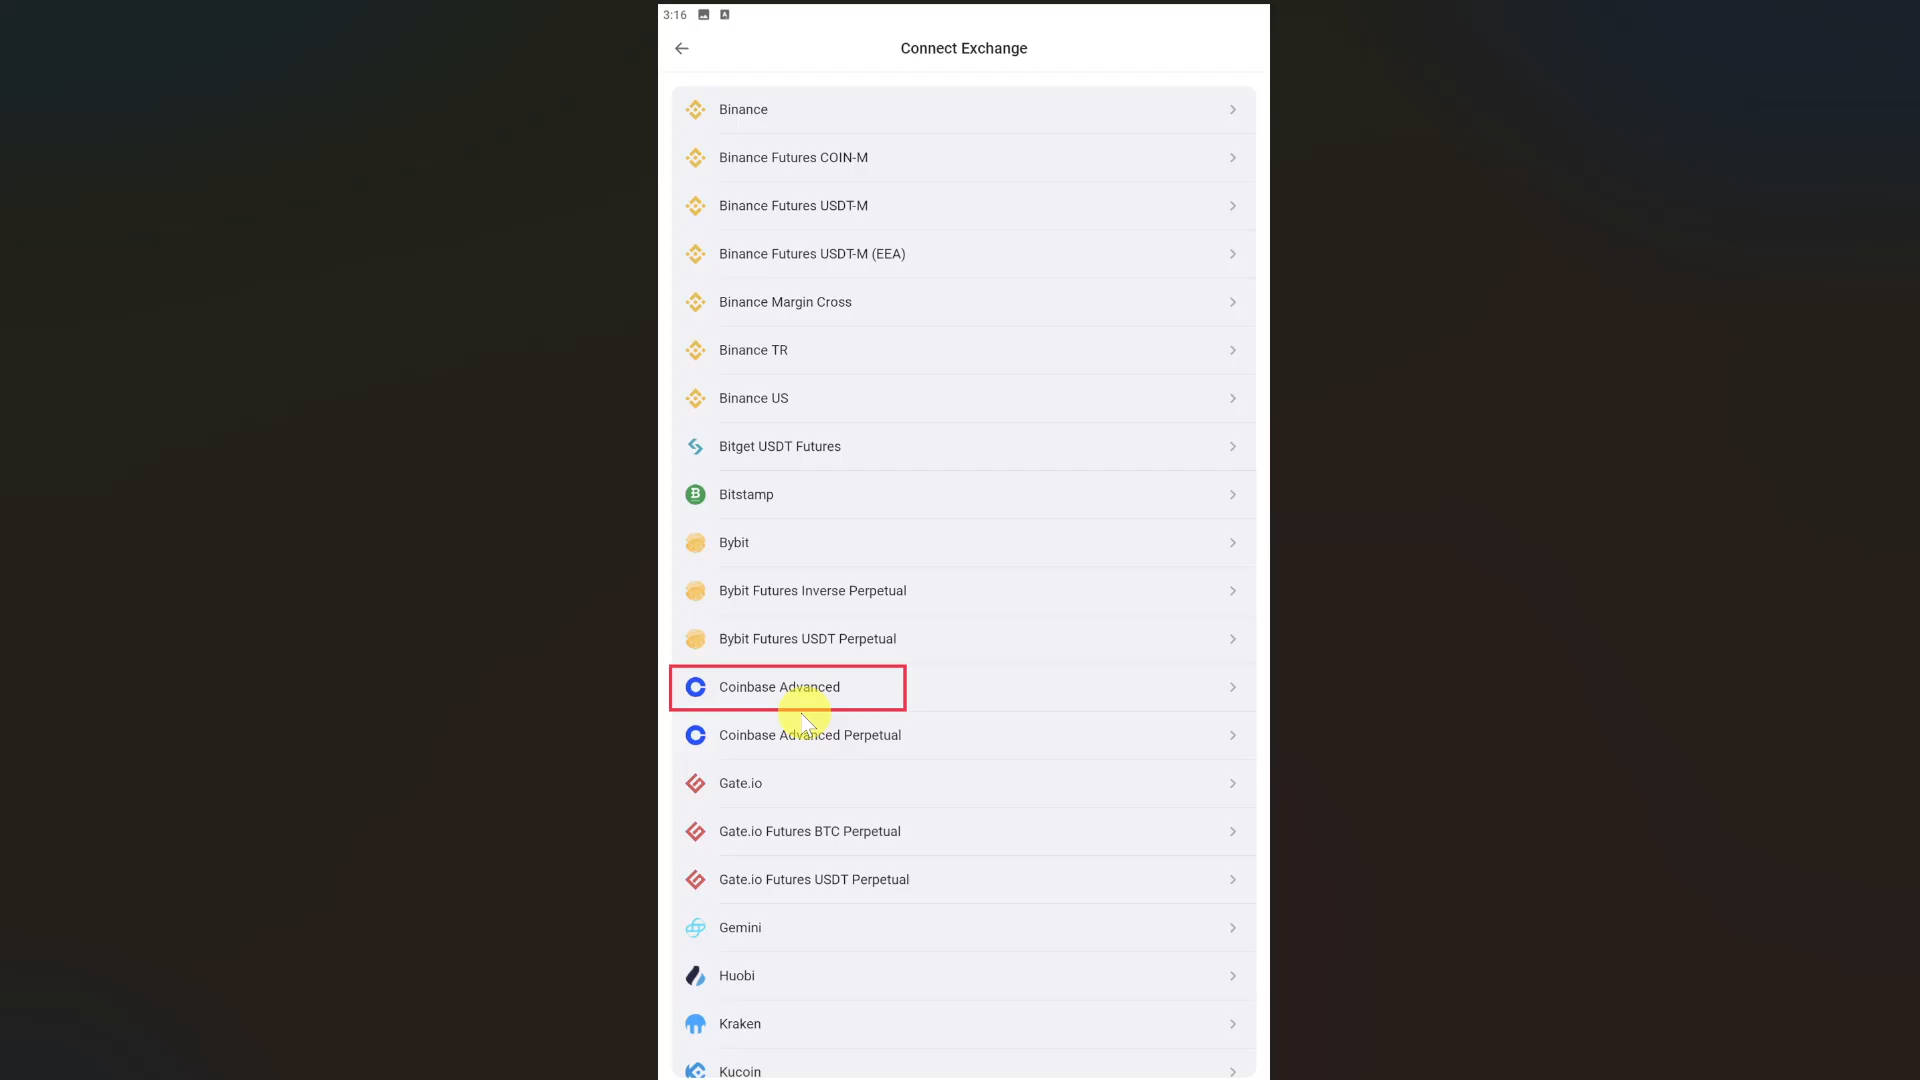 3:16
Connect Exchange
Binance
Binance Futures COIN-M
Binance Futures USDT-M
Binance Futures USDT-M (EEA)
Binance Margin Cross
Binance TR
Binance US
Bitget USDT Futures
Bitstamp
Bybit
Bybit Futures Inverse Perpetual
Bybit Futures USDT Perpetual
Coinbase Advanced
Coinbase Advanced Perpetual
Gate.io
Gate.io Futures BTC Perpetual
Gate.io Futures USDT Perpetual
Gemini
Huobi
Kraken
Kucoin